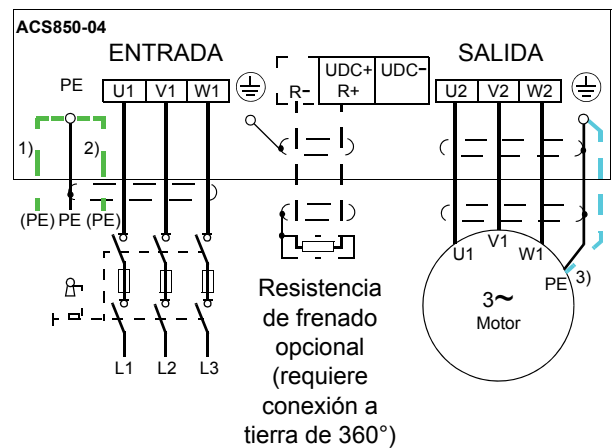 ACS850-04
ENTRADA
SALIDA
PE
U1 V1 W1
R-
UDC+
R+
UDC-
U2 V2 W2
1)
2)
(PE) PE (PE)
U1
V1
W1
PE
3)
3~
Motor
Resistencia
de frenado
opcional
(requiere
conexión a
tierra de 360°)
L1 L2 L3